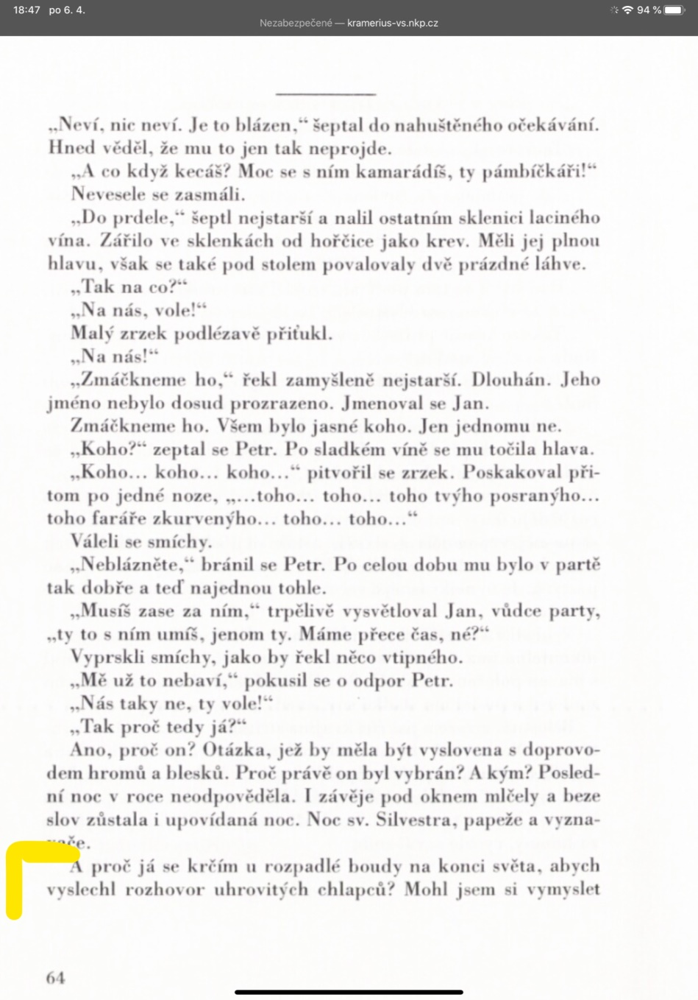 18:47 po 6. 4.
94 %
Nezabezpečené — kramerius-vs.nkp.cz
„Neví, nic neví. Je to blázen,“ šeptal do nahuštěného očekávání.
Hned věděl, že mu to jen tak neprojde.
„A co když kecáš? Moc se s ním kamarádíš, ty pámbíčkáři!“
Nevesele se zasmáli.
„Do prdele,“ šeptl nejstarší a nalil ostatním sklenici laciného
vína. Zářilo ve sklenkách od hořčice jako krev. Měli jej plnou
hlavu, však se také pod stolem povalovaly dvě prázdné láhve.
„Tak na co?“
„Na nás, vole!“
Malý zrzek podlézavě přiťukl.
„Na nás!“
„Zmáčkneme ho,“ řekl zamyšleně nejstarší. Dlouhán. Jeho
jméno nebylo dosud prozrazeno. Jmenoval se Jan.
Zmáčkneme ho. Všem bylo jasné koho. Jen jednomu ne.
„Koho?“ zeptal se Petr. Po sladkém víně se mu točila hlava.
„Koho... koho... koho...“ pitvořil se zrzek. Poskakoval při-
tom po jedné noze, „...toho... toho... toho tvýho posranýho...
toho faráře zkurvenýho... toho... toho...“
Váleli se smíchy.
„Neblázněte,“ bránil se Petr. Po celou dobu mu bylo v partě
tak dobře a teď najednou tohle.
„Musíš zase za ním,“ trpělivě vysvětloval Jan, vůdce party,
„ty to s ním umíš, jenom ty. Máme přece čas, né?“
Vyprskli smíchy, jako by řekl něco vtipného.
„Mě už to nebaví,“ pokusil se o odpor Petr.
„Nás taky ne, ty vole!“
„Tak proč tedy já?“
Ano, proč on? Otázka, jež by měla být vyslovena s doprovo-
dem hromů a blesků. Proč právě on byl vybrán? A kým? Posled-
ní noc v roce neodpověděla. I závěje pod oknem mlčely a beze
slov zůstala i upovídaná noc. Noc sv. Silvestra, papeže a vyzna-
vače.
A proč já se krčím u rozpadlé boudy na konci světa, abych
vyslechl rozhovor uhrovitých chlapců? Mohl jsem si vymyslet
64